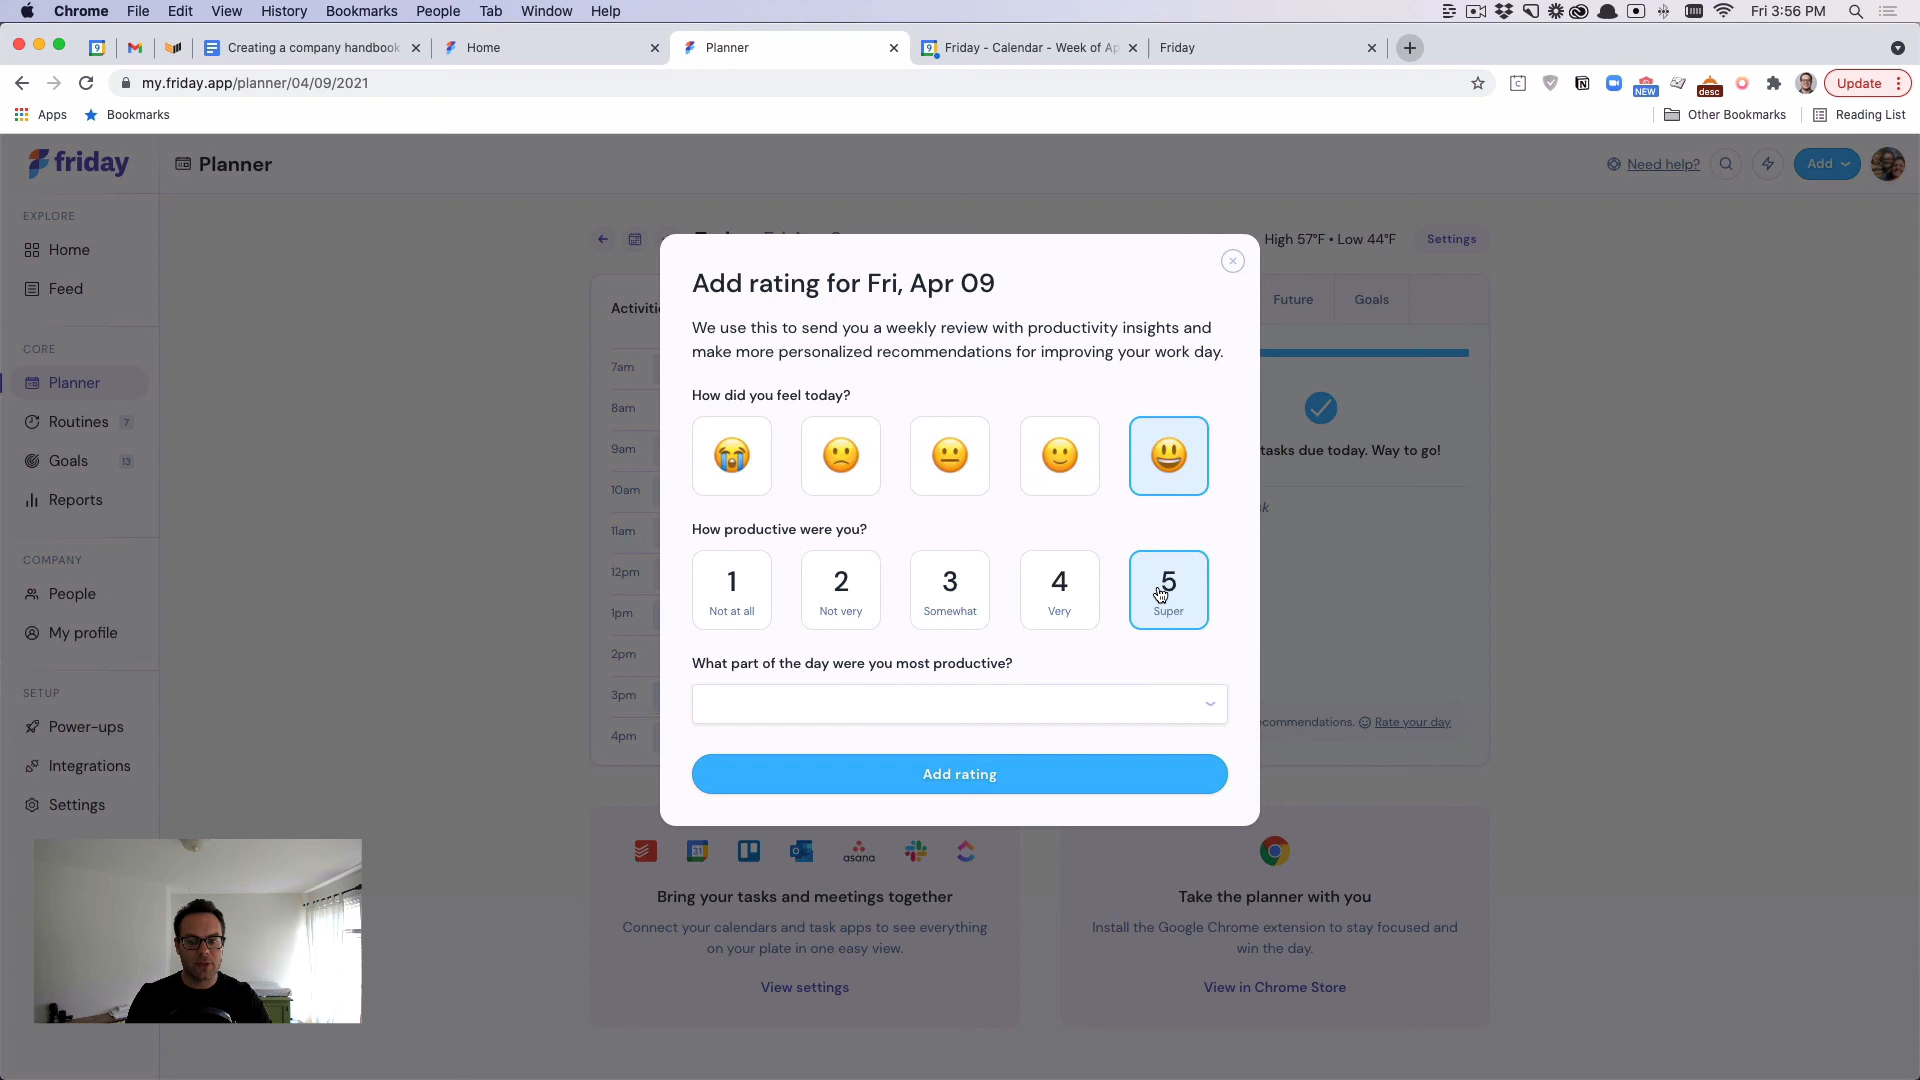 Chrome File Edit View History Bookmarks People Tab Window Help Fri 3:56 PM
Creating a company handbook Home Planner Friday - Calendar - Week of Ap Friday
my.friday.app/planner/04/09/2021 NEW desc Update
Apps Bookmarks Other Bookmarks Reading List
friday Planner Need help? Add
EXPLORE
Home
Feed
CORE
Planner
Routines 7
Goals 13
Reports
COMPANY
People
My profile
SETUP
Power-ups
Integrations
Settings
High 57°F • Low 44°F Settings
Future Goals
7am
8am
9am
10am
11am
12pm
1pm
2pm
3pm
4pm
tasks due today. Way to go!
Rate your day
Add rating for Fri, Apr 09
We use this to send you a weekly review with productivity insights and
make more personalized recommendations for improving your work day.
How did you feel today?
How productive were you?
1 2 3 4 5
Not at all Not very Somewhat Very Super
What part of the day were you most productive?
Add rating
asana
Bring your tasks and meetings together
Connect your calendars and task apps to see everything
on your plate in one easy view.
View settings
Take the planner with you
Install the Google Chrome extension to stay focused and
win the day.
View in Chrome Store